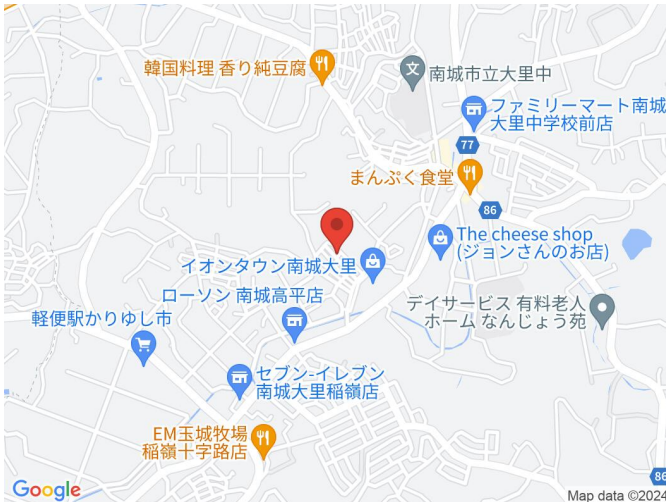 韓国料理 香り純豆腐
文
南城市立大里中
ファミリーマート南城
大里中学校前店
77
まんぷく食堂
86
The cheese shop
(ジョンさんのお店)
イオンタウン南城大里
ローソン 南城高平店
デイサービス 有料老人
ホーム なんじょう苑
軽便駅かりゆし市
セブン-イレブン
南城大里稲嶺店
EM玉城牧場
稲嶺十字路店
86
Google
Map data ©2024